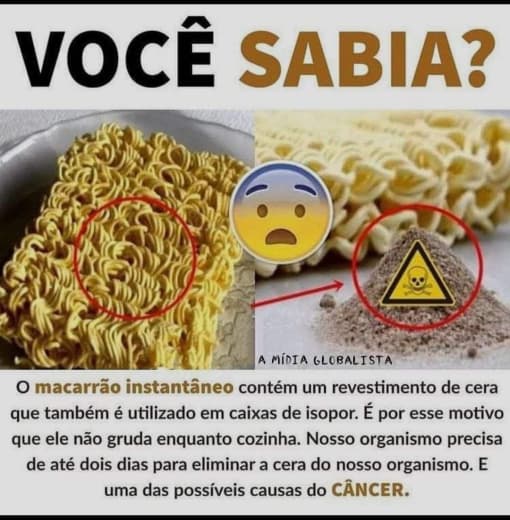 VOCÊ SABIA?
A MÍDIA GLOBALISTA
O macarrão instantâneo contém um revestimento de cera
que também é utilizado em caixas de isopor. É por esse motivo
que ele não gruda enquanto cozinha. Nosso organismo precisa
de até dois dias para eliminar a cera do nosso organismo. E
uma das possíveis causas do CÂNCER.